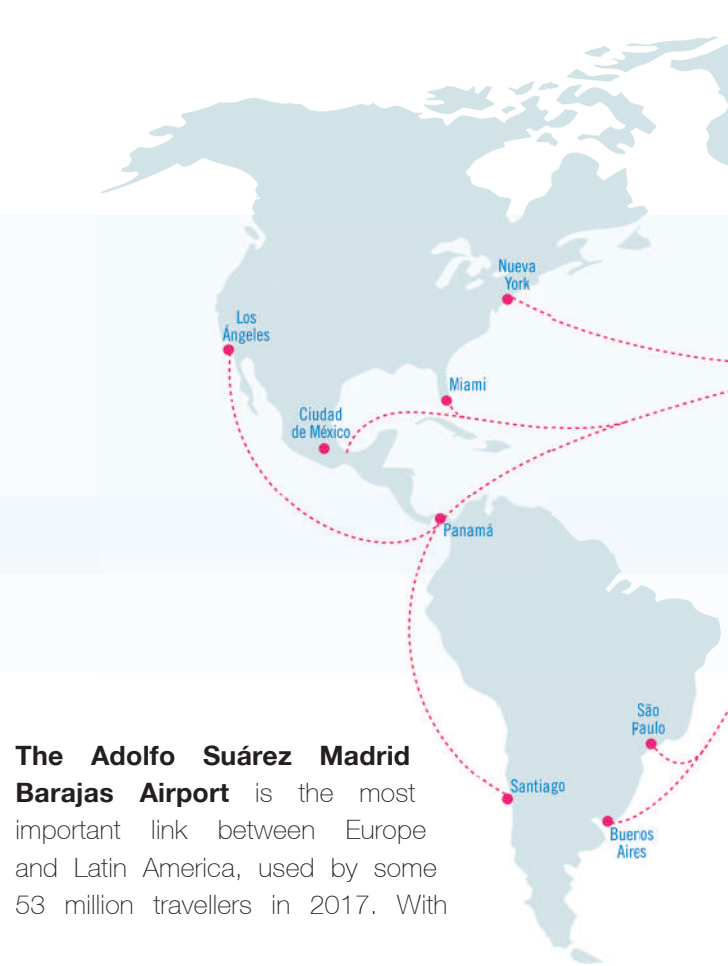 Nueva
York
Los
Ángeles
Miami
Ciudad
de México
Panamá
São
Paulo
Santiago
Buenos
Aires
The Adolfo Suárez Madrid
Barajas Airport is the most
important link between Europe
and Latin America, used by some
53 million travellers in 2017. With